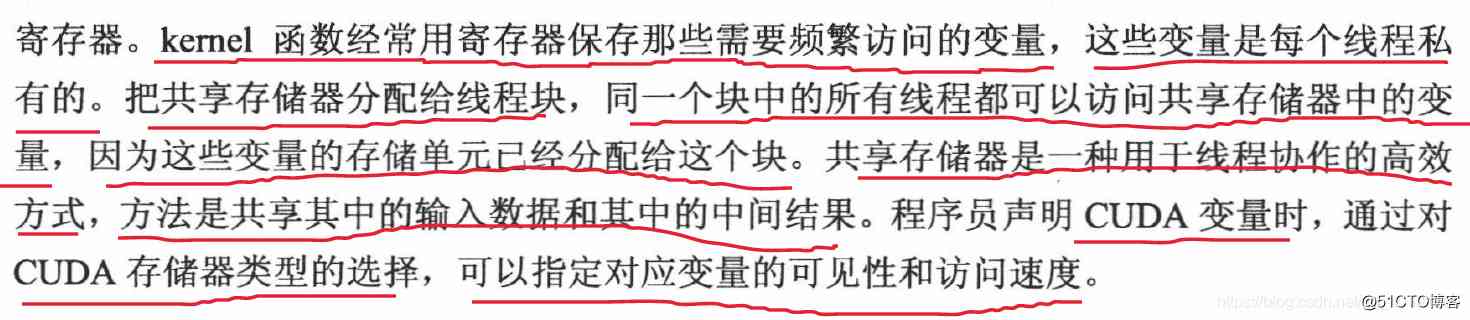 寄存器。kernel 函数经常用寄存器保存那些需要频繁访问的变量，这些变量是每个线程私
有的。把共享存储器分配给线程块，同一个块中的所有线程都可以访问共享存储器中的变
量，因为这些变量的存储单元已经分配给这个块。共享存储器是一种用于线程协作的高效
方式，方法是共享其中的输入数据和其中的中间结果。程序员声明 CUDA 变量时，通过对
CUDA 存储器类型的选择，可以指定对应变量的可见性和访问速度。
https://blog.csdn.net
@51CTO博客